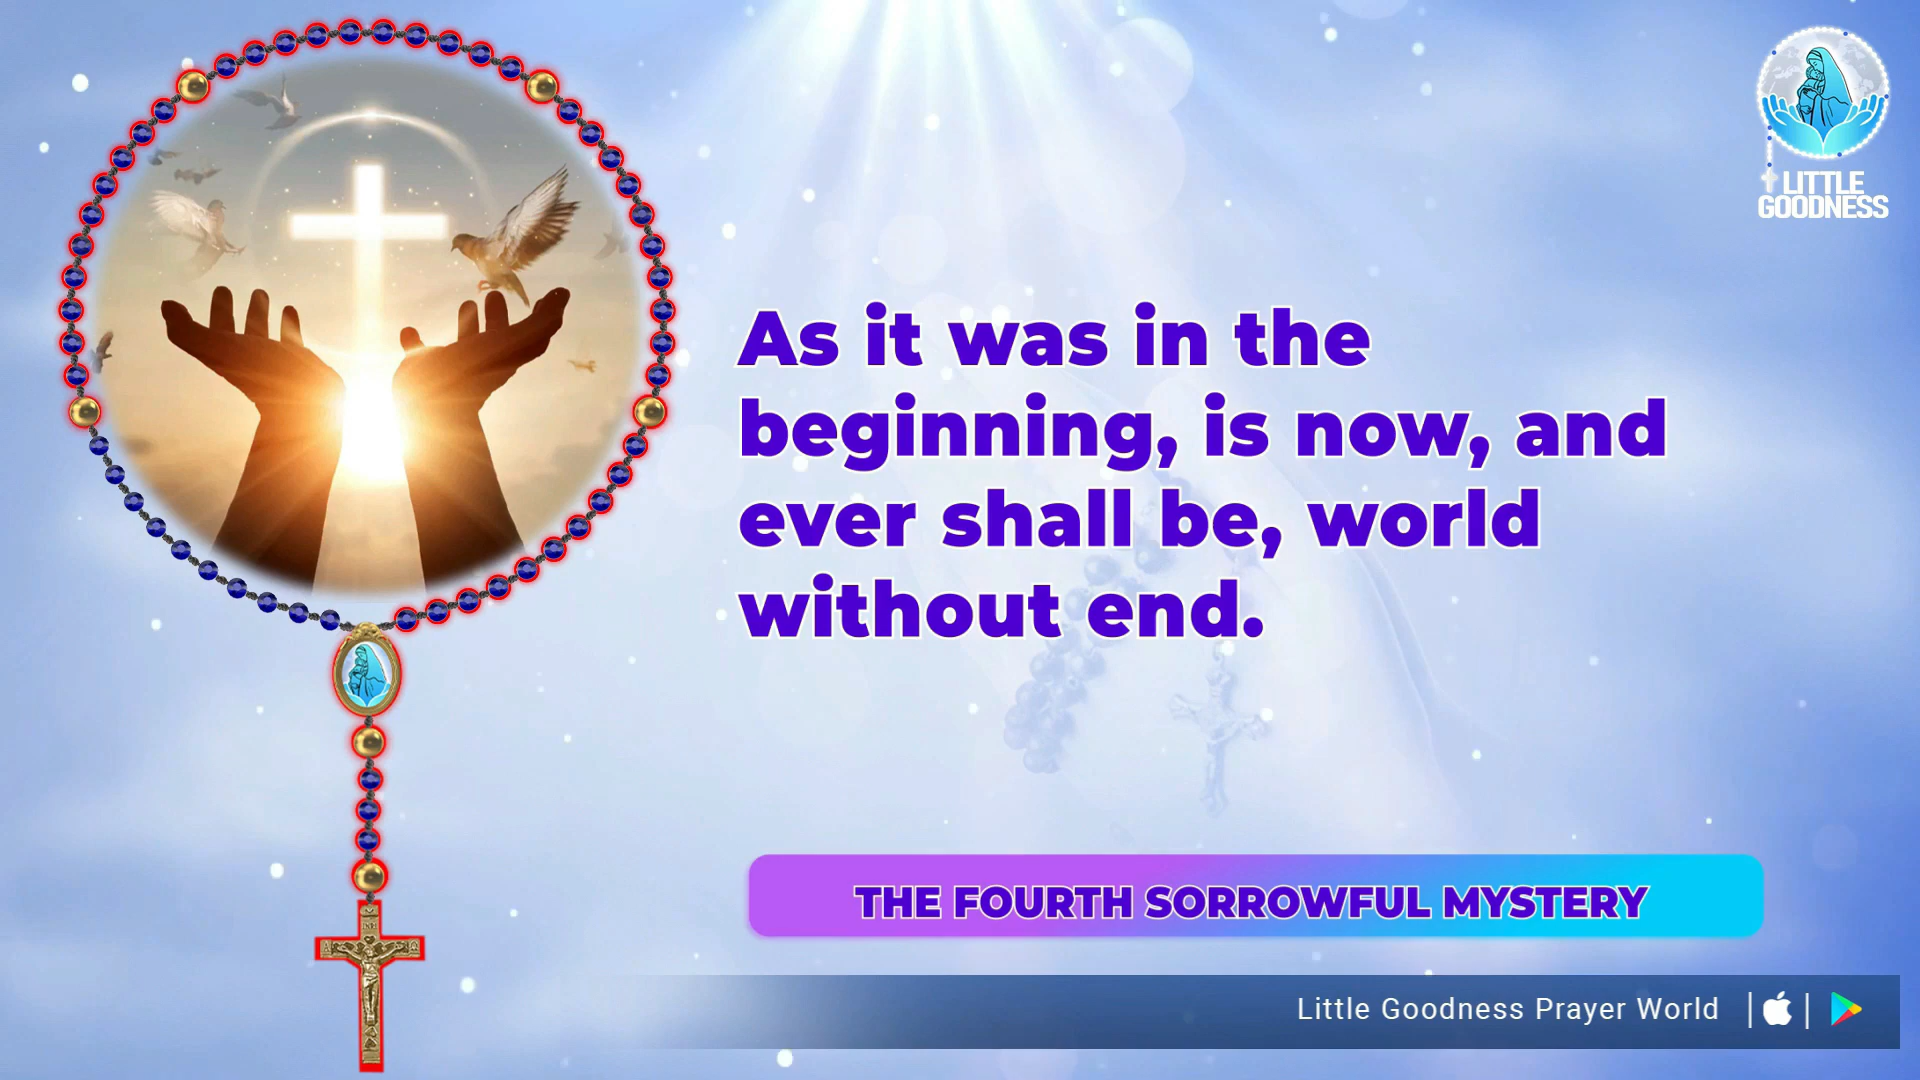 LITTLE
GOODNESS
As it was in the
beginning, is now, and
ever shall be, world
without end.
THE FOURTH SORROWFUL MYSTERY
Little Goodness Prayer World